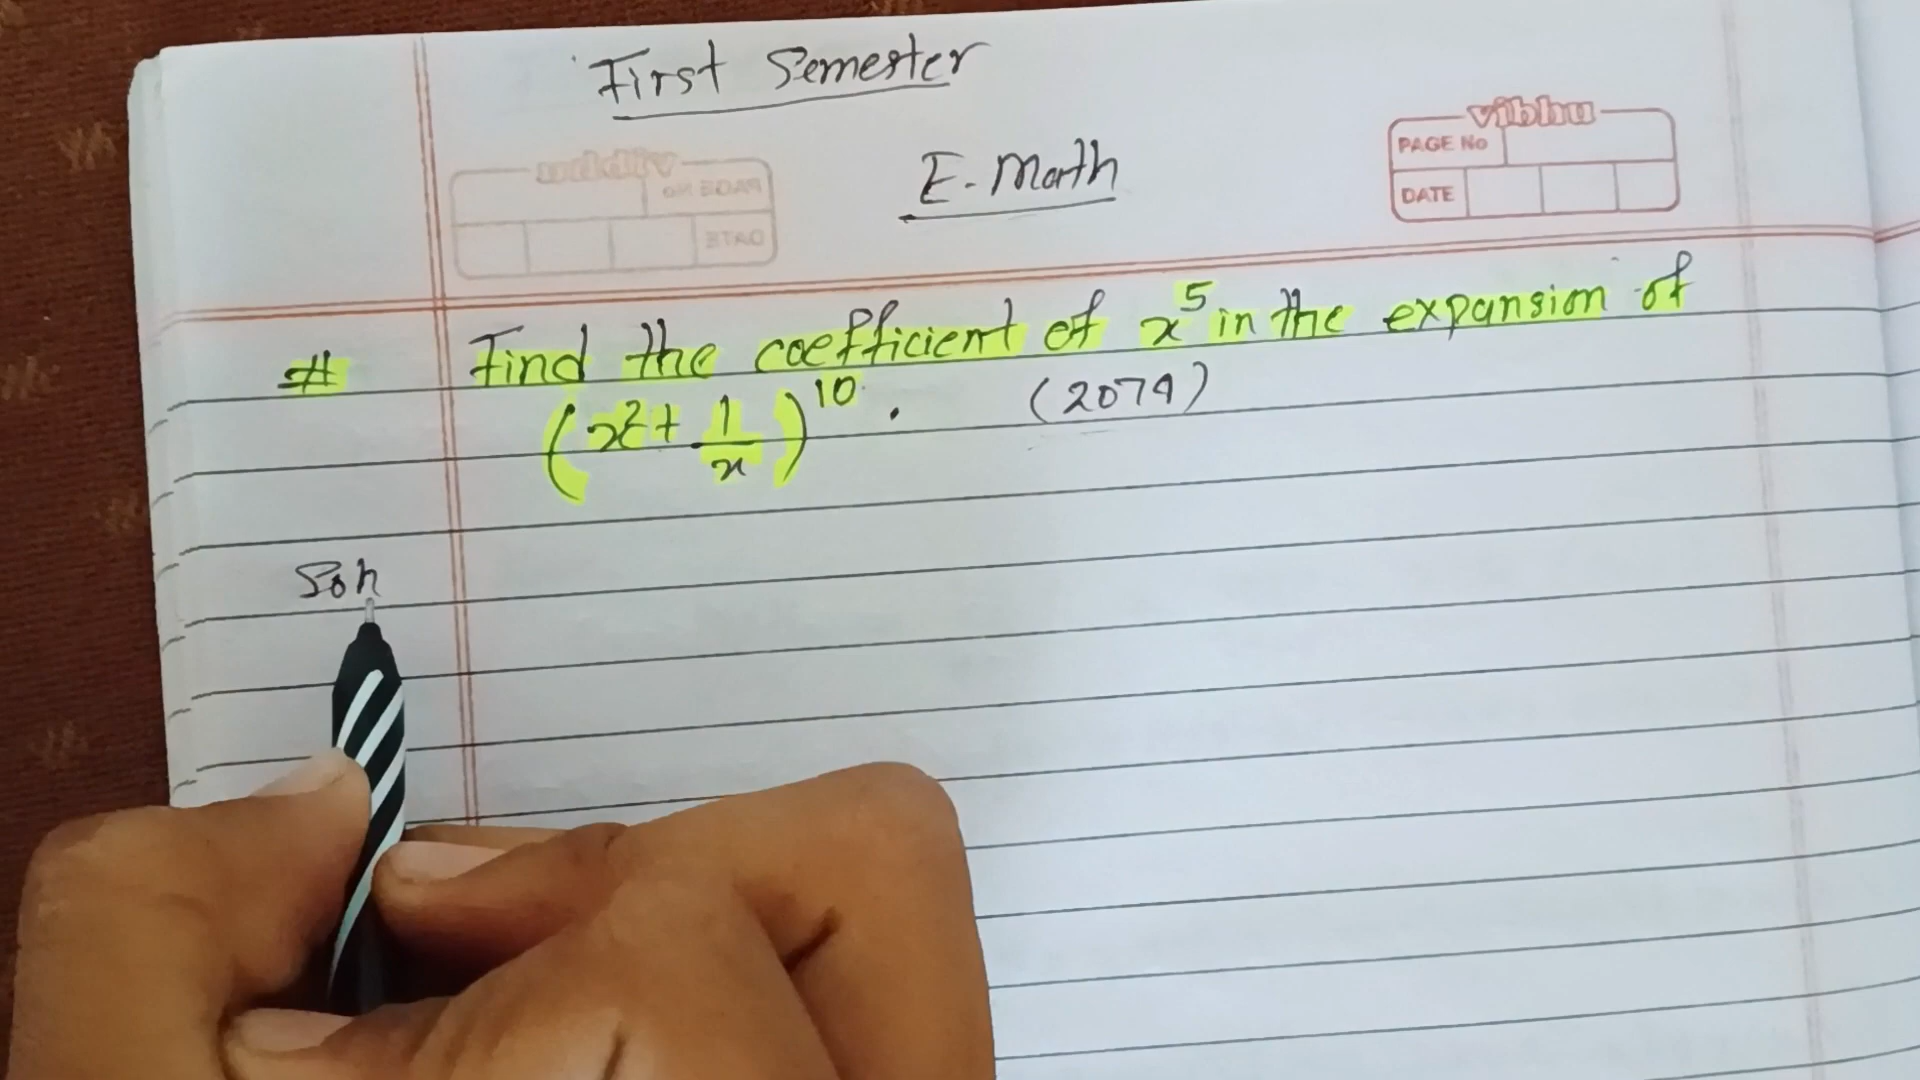 First Semester
E-Math
vibhu
PAGE No
DATE
# Find the coefficient of x⁵ in the expansion of
(x² + 1/x)¹⁰. (2079)
Soln